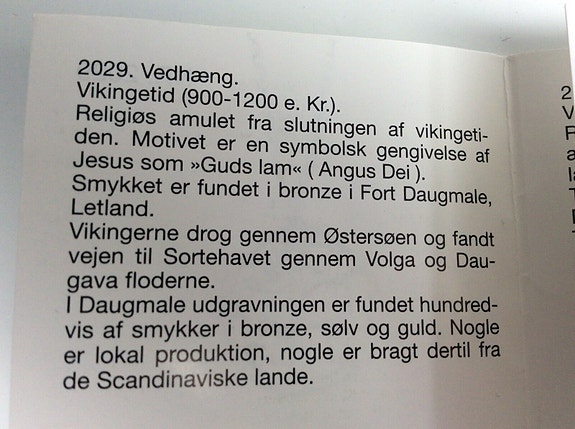 2029. Vedhæng.
Vikingetid (900-1200 e. Kr.).
Religiøs amulet fra slutningen af vikingeti-
den. Motivet er en symbolsk gengivelse af
Jesus som »Guds lam« ( Angus Dei ).
Smykket er fundet i bronze i Fort Daugmale,
Letland.
Vikingerne drog gennem Østersøen og fandt
vejen til Sortehavet gennem Volga og Dau-
gava floderne.
I Daugmale udgravningen er fundet hundred-
vis af smykker i bronze, sølv og guld. Nogle
er lokal produktion, nogle er bragt dertil fra
de Scandinaviske lande.